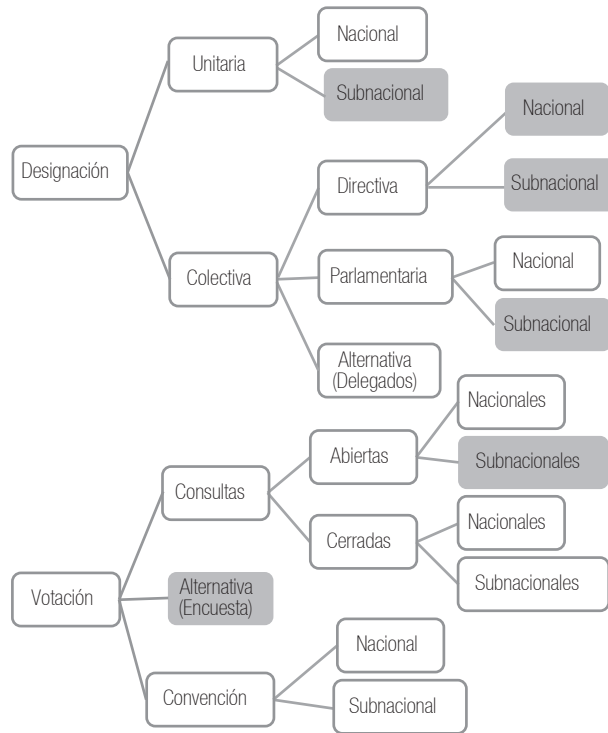 Nacional
Unitaria
Subnacional
Nacional
Designación
Directiva
Subnacional
Colectiva
Parlamentaria
Nacional
Subnacional
Alternativa
(Delegados)
Nacionales
Abiertas
Subnacionales
Consultas
Nacionales
Cerradas
Subnacionales
Votación
Alternativa
(Encuesta)
Nacional
Convención
Subnacional